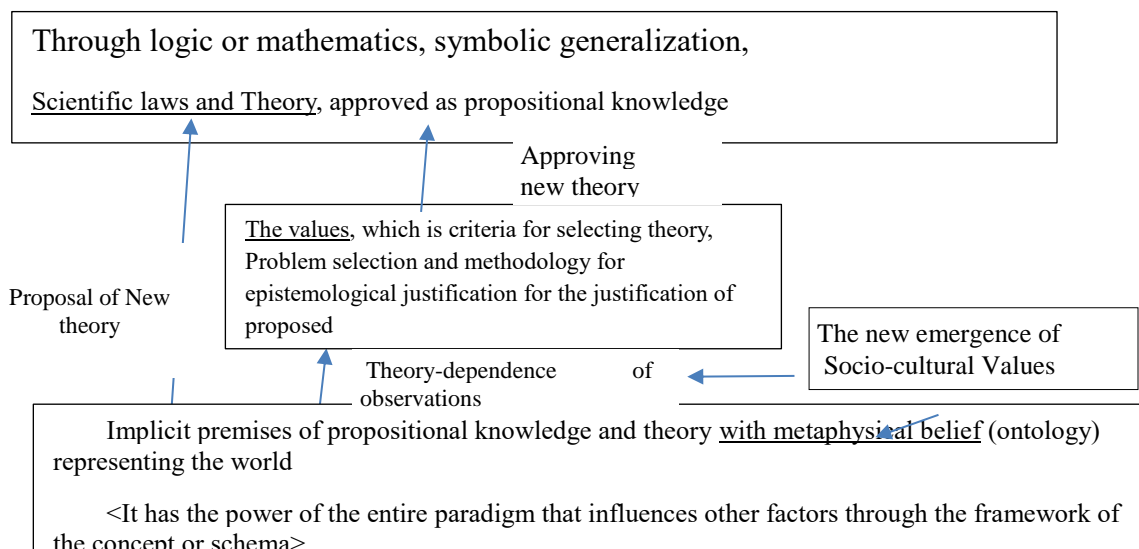 Through logic or mathematics, symbolic generalization,
Scientific laws and Theory, approved as propositional knowledge
Approving
new theory
The values, which is criteria for selecting theory,
Problem selection and methodology for
epistemological justification for the justification of
proposed
Proposal of New
theory
The new emergence of
Socio-cultural Values
Theory-dependence of
observations
Implicit premises of propositional knowledge and theory with metaphysical belief (ontology)
representing the world
<It has the power of the entire paradigm that influences other factors through the framework of
the concept or schema>